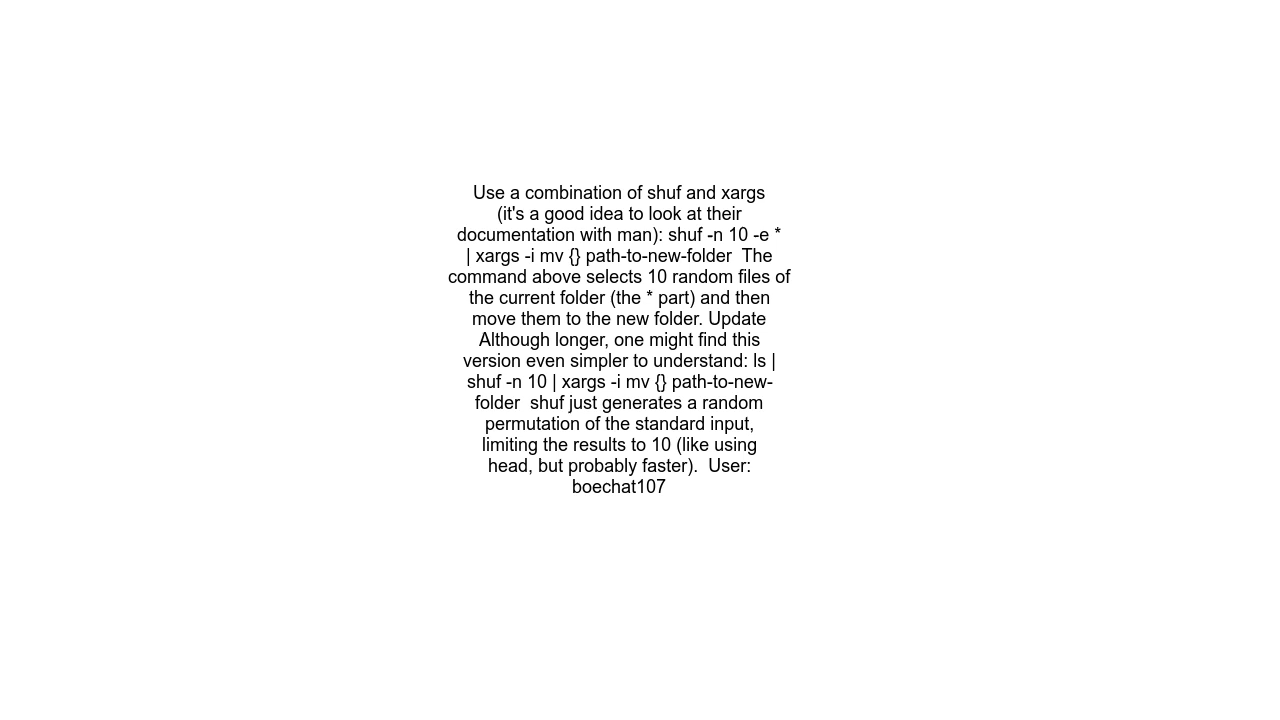 Use a combination of shuf and xargs
(it's a good idea to look at their
documentation with man): shuf -n 10 -e *
| xargs -i mv {} path-to-new-folder  The
command above selects 10 random files of
the current folder (the * part) and then
move them to the new folder. Update
Although longer, one might find this
version even simpler to understand: ls |
shuf -n 10 | xargs -i mv {} path-to-new-
folder  shuf just generates a random
permutation of the standard input,
limiting the results to 10 (like using
head, but probably faster).  User:
boechat107